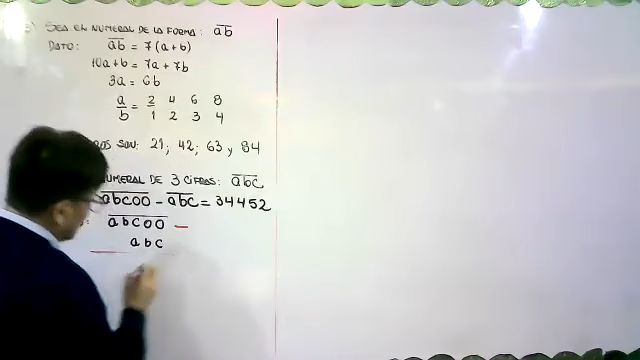 SEA EL NUMERAL DE LA FORMA: ab
DATO: ab = 7(a+b)
10a+b = 7a + 7b
3a = 6b
a/b = 2/1 4/2 6/3 8/4
SON: 21; 42; 63 y 84
NUMERAL DE 3 CIFRAS: abc
abc00 - abc = 34452
abc00 -
abc